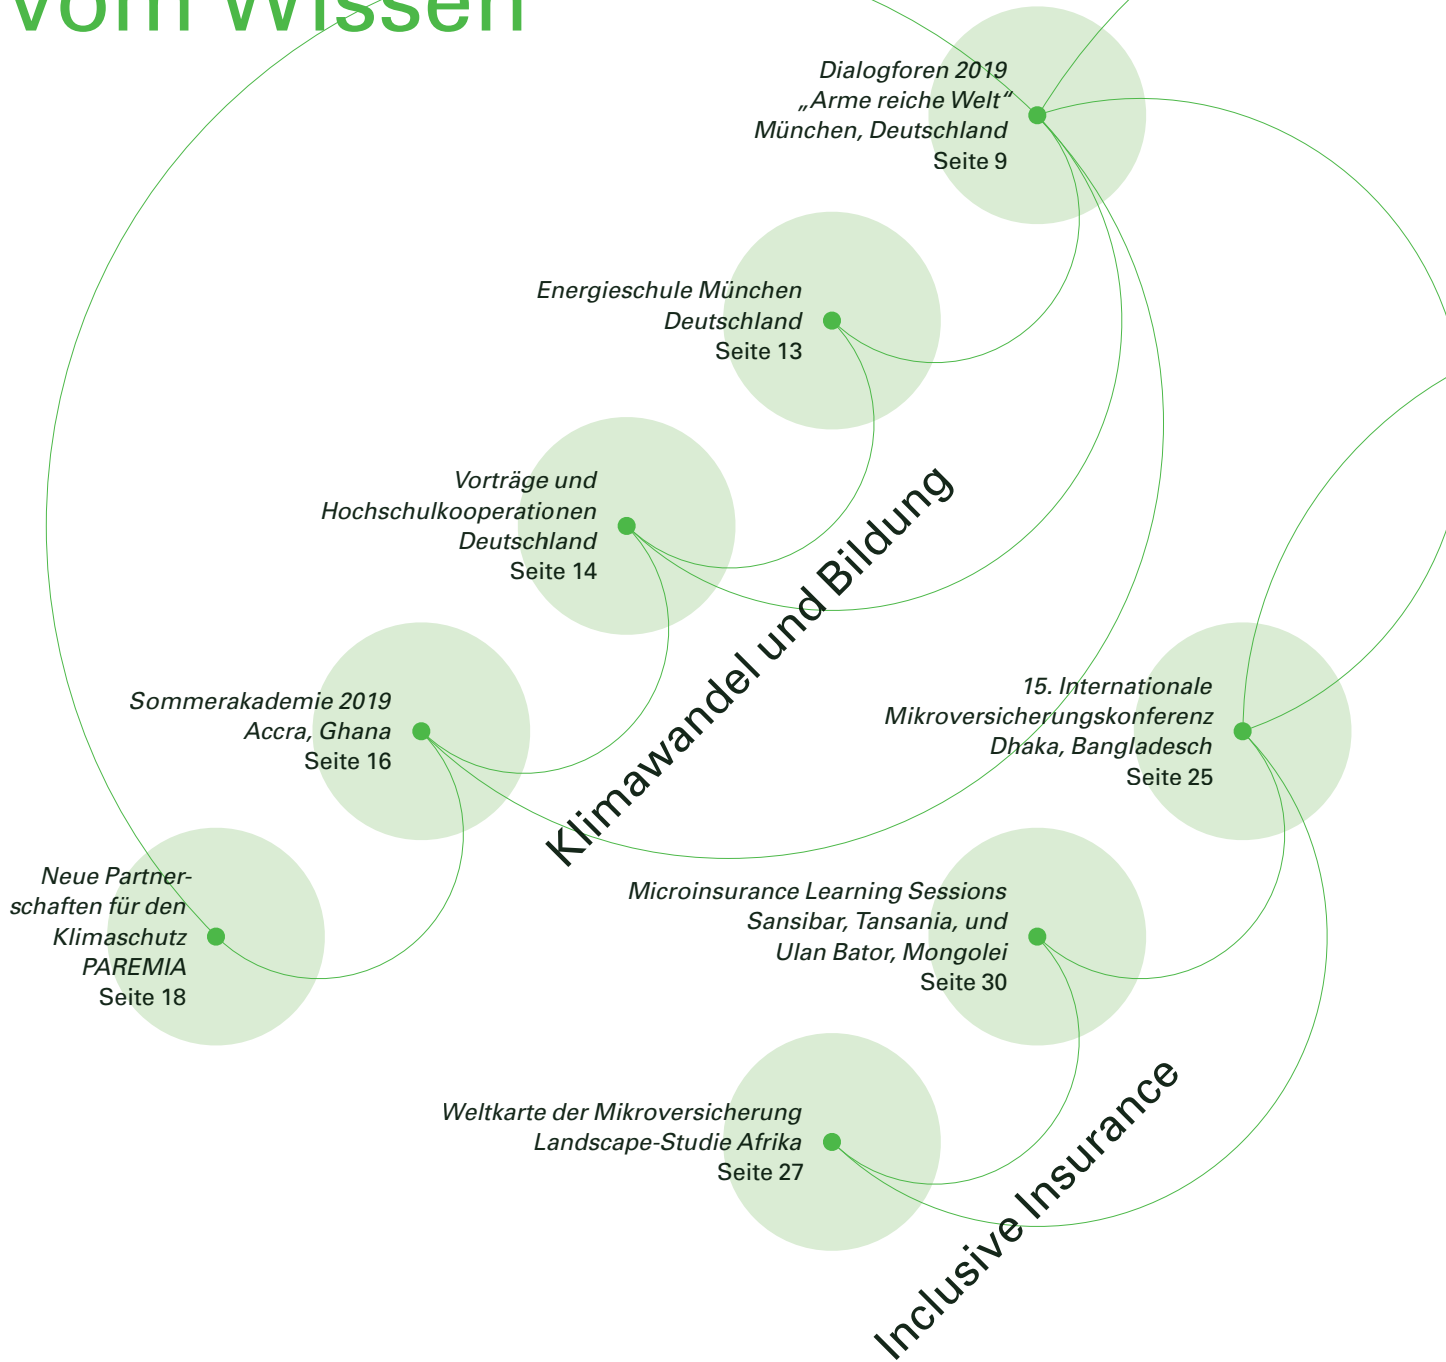 vom Wissen
Dialogforen 2019
„Arme reiche Welt“
München, Deutschland
Seite 9
Energieschule München
Deutschland
Seite 13
Vorträge und
Hochschulkooperationen
Deutschland
Seite 14
Klimawandel und Bildung
Sommerakademie 2019
Accra, Ghana
Seite 16
15. Internationale
Mikroversicherungskonferenz
Dhaka, Bangladesch
Seite 25
Neue Partner-
schaften für den
Klimaschutz
PAREMIA
Seite 18
Microinsurance Learning Sessions
Sansibar, Tansania, und
Ulan Bator, Mongolei
Seite 30
Weltkarte der Mikroversicherung
Landscape-Studie Afrika
Seite 27
Inclusive Insurance